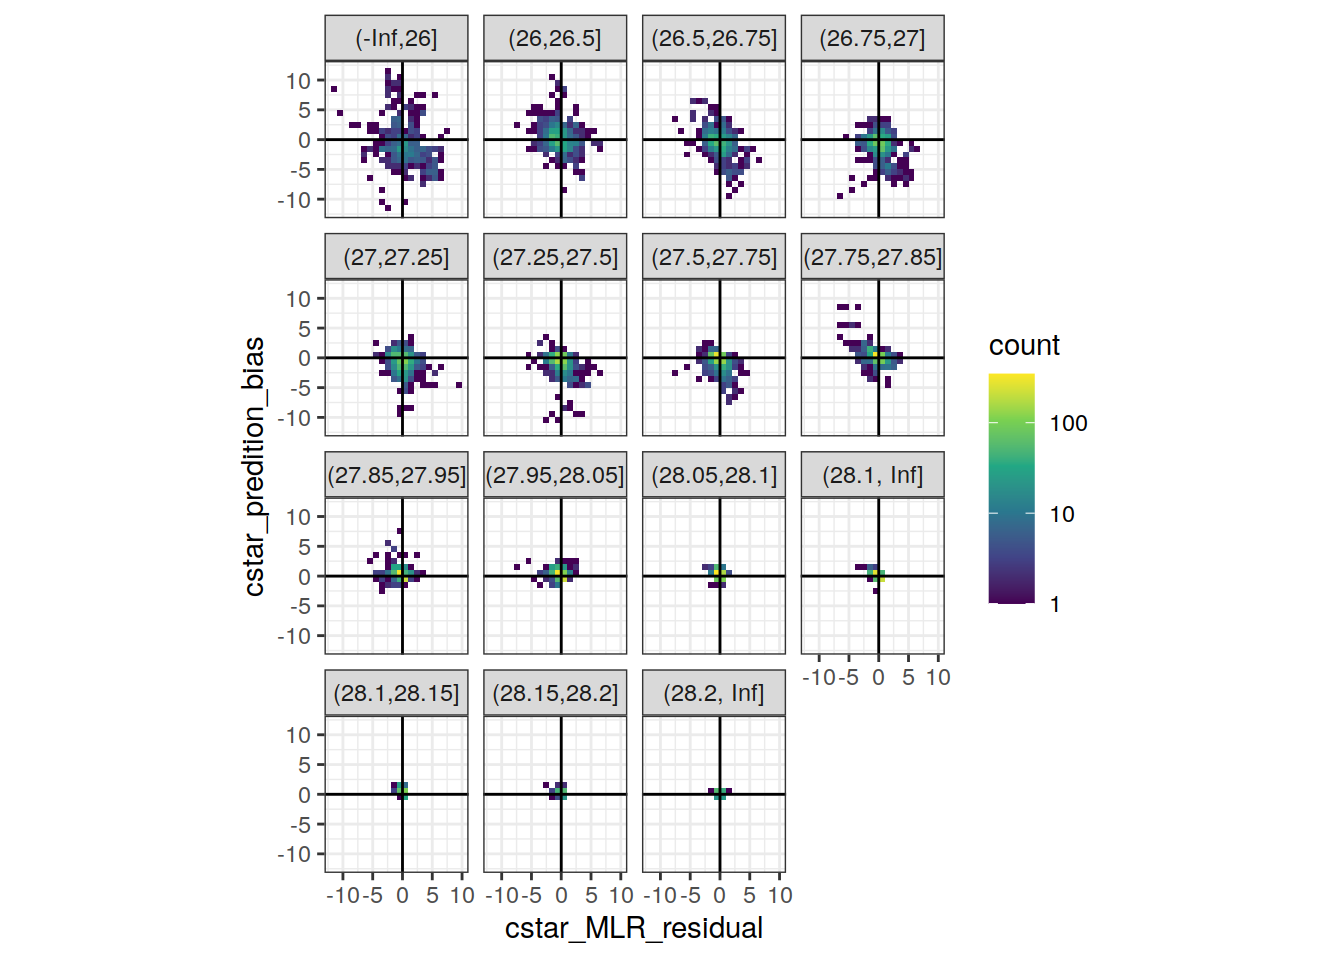 (-Inf,26] (26,26.5] (26.5,26.75] (26.75,27]
10
5
0
-5
-10
(27,27.25] (27.25,27.5] (27.5,27.75] (27.75,27.85]
10
5
0
-5
-10
(27.85,27.95] (27.95,28.05] (28.05,28.1] (28.1, Inf]
10
5
0
-5
-10
-10 -5 0 5 10
(28.1,28.15] (28.15,28.2] (28.2, Inf]
10
5
0
-5
-10
-10 -5 0 5 10 -10 -5 0 5 10 -10 -5 0 5 10
cstar_MLR_residual
cstar_predition_bias
count
100
10
1